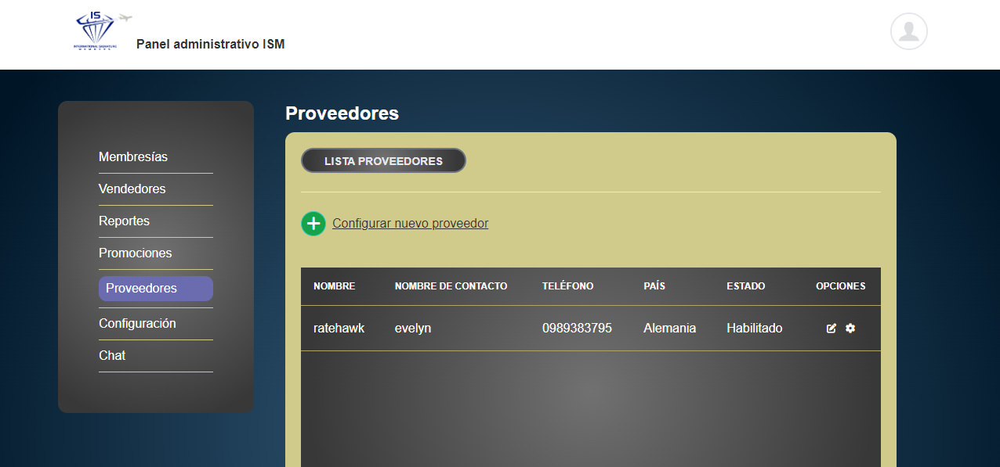 IS
INTERNATIONAL SIGNATURE
MEMBERS
Panel administrativo ISM
Membresías
Vendedores
Reportes
Promociones
Proveedores
Configuración
Chat
Proveedores
LISTA PROVEEDORES
Configurar nuevo proveedor
NOMBRE NOMBRE DE CONTACTO TELÉFONO PAÍS ESTADO OPCIONES
ratehawk evelyn 0989383795 Alemania Habilitado